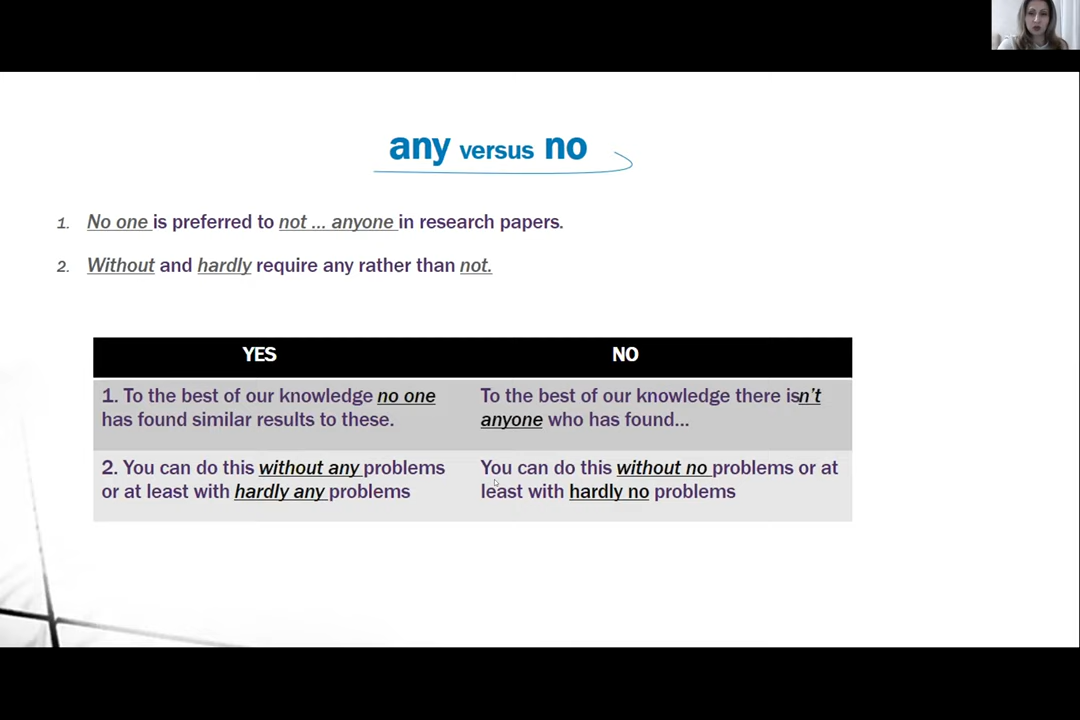 any versus no
1. No one is preferred to not ... anyone in research papers.
2. Without and hardly require any rather than not.
YES
NO
1. To the best of our knowledge no one
has found similar results to these.
To the best of our knowledge there isn't
anyone who has found...
2. You can do this without any problems
or at least with hardly any problems
You can do this without no problems or at
least with hardly no problems